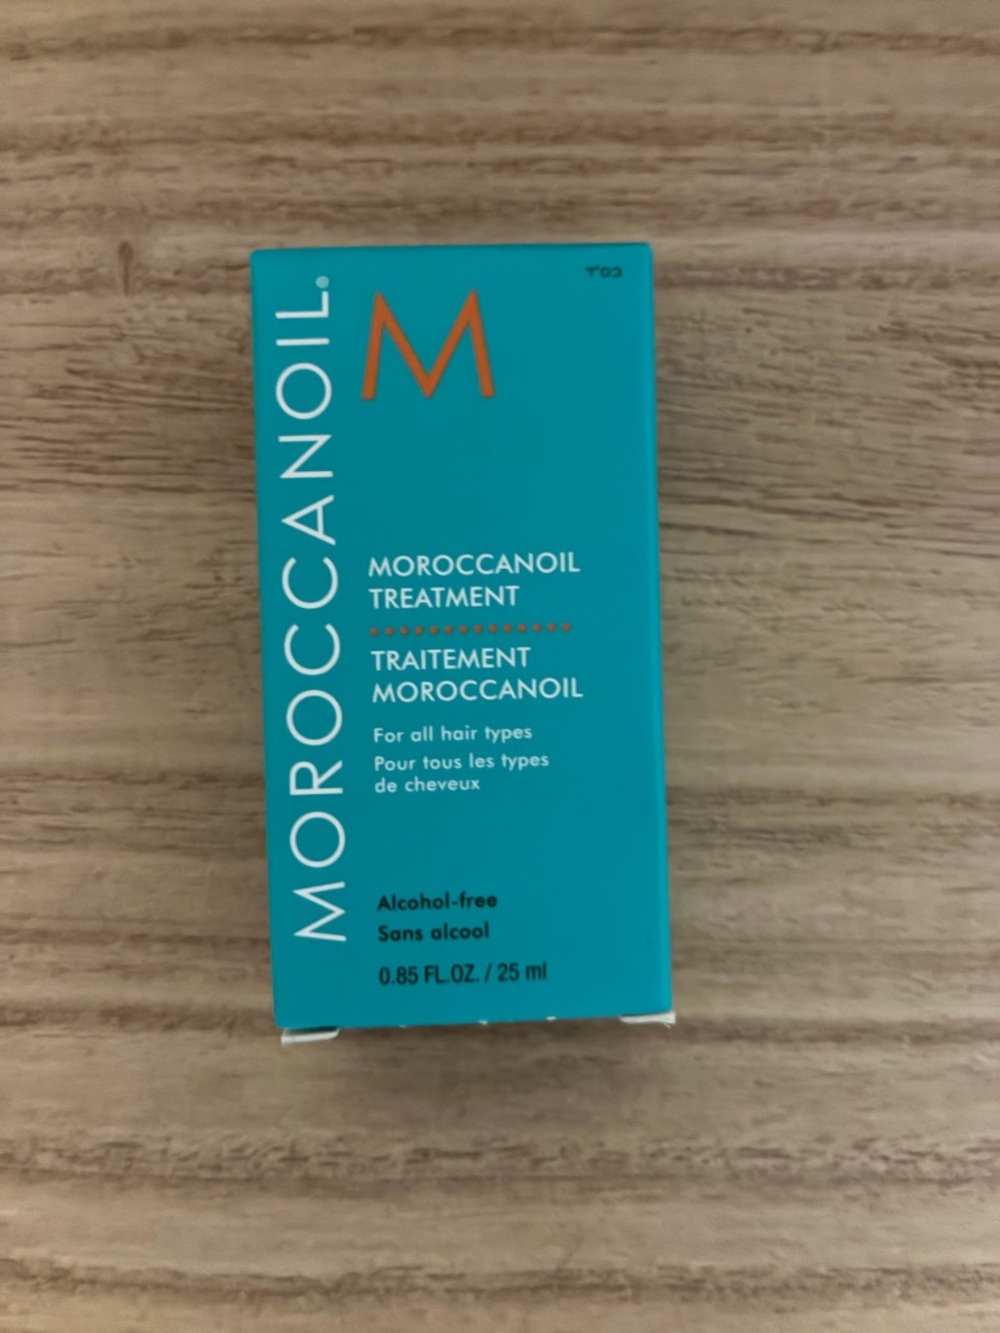 MOROCCANOIL®
M
MOROCCANOIL
TREATMENT
TRAITEMENT
MOROCCANOIL
For all hair types
Pour tous les types
de cheveux
Alcohol-free
Sans alcool
0.85 FL.OZ. / 25 ml